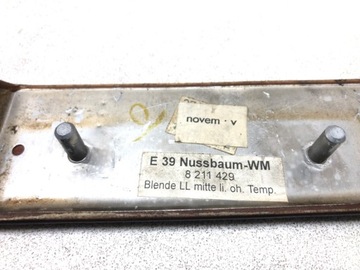 novem · v
E 39 Nussbaum-WM
8 211 429
Blende LL mitte li. oh. Temp.